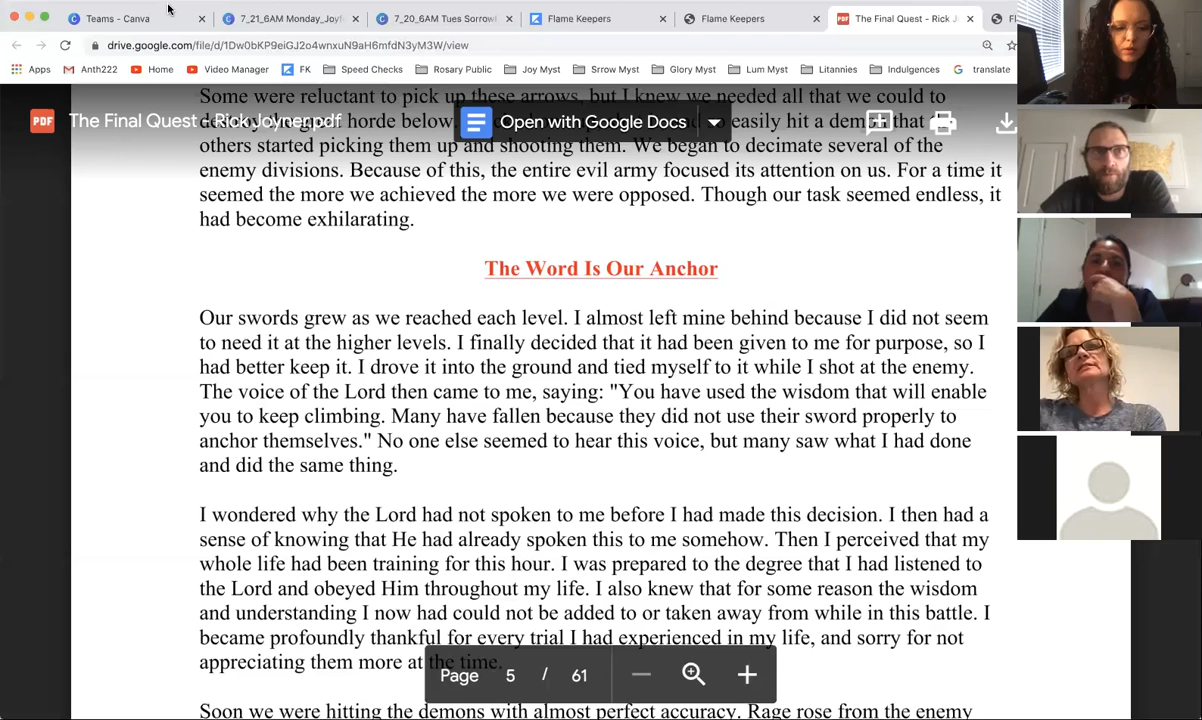 Teams - Canva
7_21_6AM Monday_Joyf
7_20_6AM Tues Sorrow
Flame Keepers
Flame Keepers
The Final Quest - Rick J
drive.google.com/file/d/1Dw0bKP9eiGJ2o4wnxuN9aH6mfdN3yM3W/view
Apps
Anth222
Home
Video Manager
FK
Speed Checks
Rosary Public
Joy Myst
Srrow Myst
Glory Myst
Lum Myst
Litannies
Indulgences
translate
Some were reluctant to pick up these arrows, but I knew we needed all that we could to
PDF
The Final Quest - Rick Joyner.pdf
Open with Google Docs
horde below.
so easily hit a demon that
others started picking them up and shooting them. We began to decimate several of the
enemy divisions. Because of this, the entire evil army focused its attention on us. For a time it
seemed the more we achieved the more we were opposed. Though our task seemed endless, it
had become exhilarating.
The Word Is Our Anchor
Our swords grew as we reached each level. I almost left mine behind because I did not seem
to need it at the higher levels. I finally decided that it had been given to me for purpose, so I
had better keep it. I drove it into the ground and tied myself to it while I shot at the enemy.
The voice of the Lord then came to me, saying: "You have used the wisdom that will enable
you to keep climbing. Many have fallen because they did not use their sword properly to
anchor themselves." No one else seemed to hear this voice, but many saw what I had done
and did the same thing.
I wondered why the Lord had not spoken to me before I had made this decision. I then had a
sense of knowing that He had already spoken this to me somehow. Then I perceived that my
whole life had been training for this hour. I was prepared to the degree that I had listened to
the Lord and obeyed Him throughout my life. I also knew that for some reason the wisdom
and understanding I now had could not be added to or taken away from while in this battle. I
became profoundly thankful for every trial I had experienced in my life, and sorry for not
appreciating them more at the time.
Page 5 / 61
Soon we were hitting the demons with almost perfect accuracy. Rage rose from the enemy